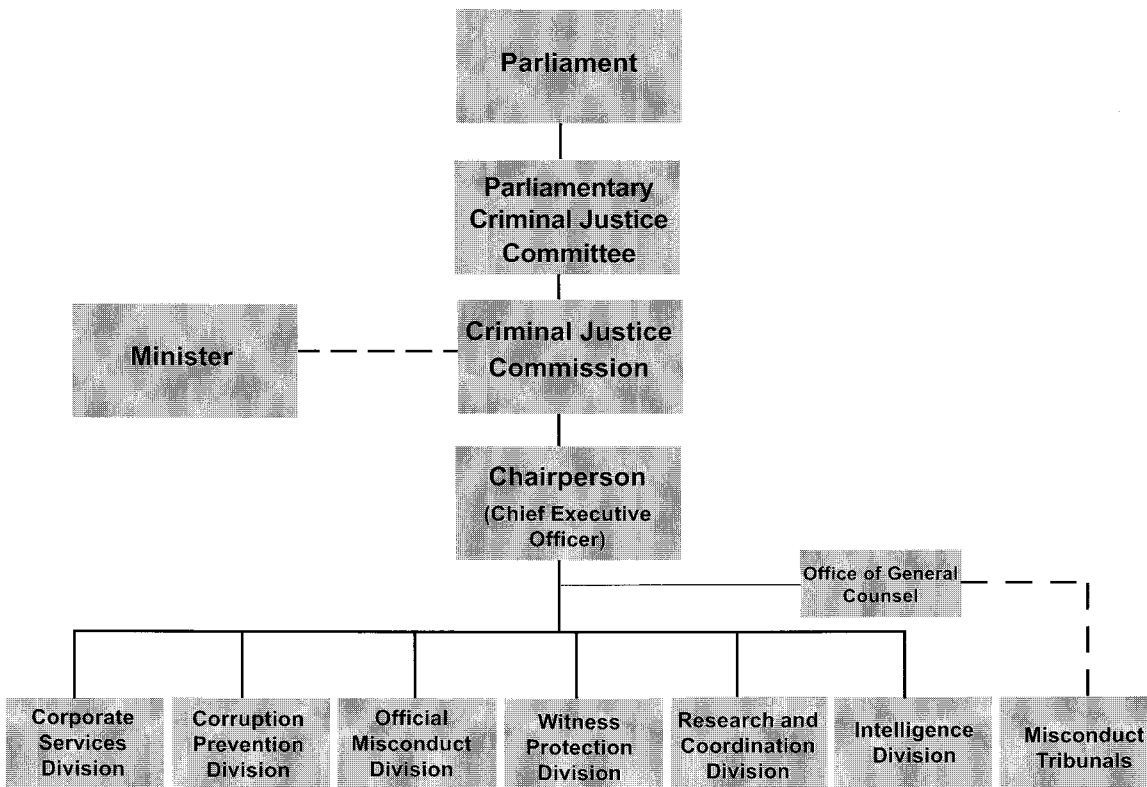 Parliament
Parliamentary
Criminal Justice
Committee
Minister
Criminal Justice
Commission
Chairperson
(Chief Executive
Officer)
Office of General
Counsel
Corporate
Services
Division
Corruption
Prevention
Division
Official
Misconduct
Division
Witness
Protection
Division
Research and
Coordination
Division
Intelligence
Division
Misconduct
Tribunals